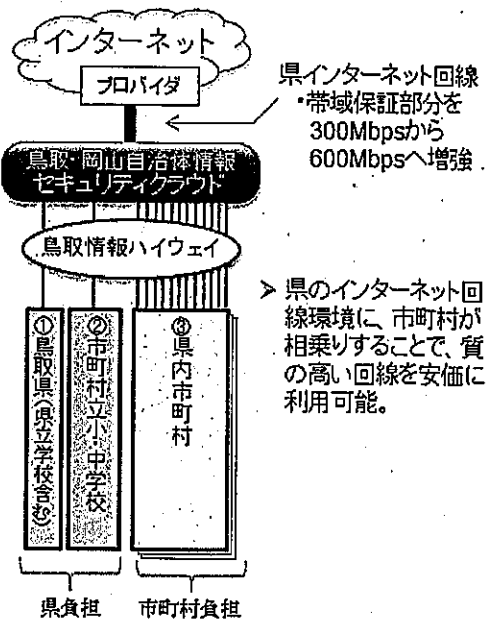 インターネット
プロバイダ
県インターネット回線
・帯域保証部分を
300Mbpsから
600Mbpsへ増強
鳥取・岡山自治体情報
セキュリティクラウド
鳥取情報ハイウェイ
➢ 県のインターネット回
線環境に、市町村が
相乗りすることで、質
の高い回線を安価に
利用可能。
①鳥取県(県立学校含む)
②市町村立小・中学校
③県内市町村
県負担
市町村負担